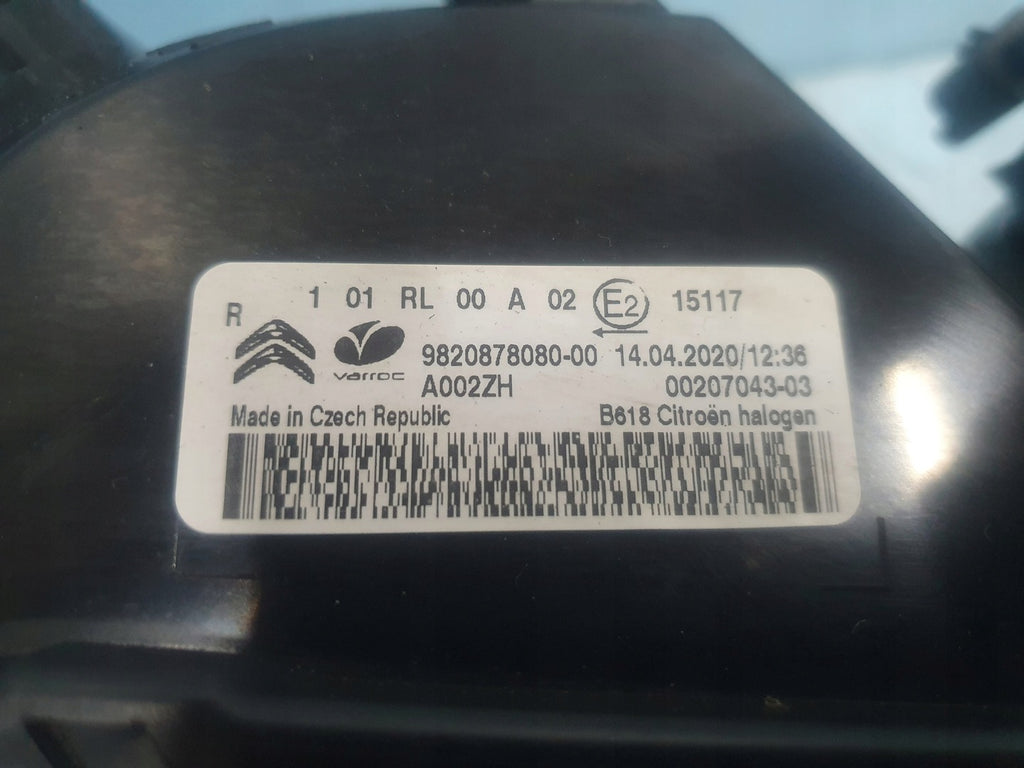 1 01 RL 00 A 02 E2 15117
R
varroc
9820878080-00 14.04.2020/12:36
A002ZH 00207043-03
Made in Czech Republic B618 Citroën halogen